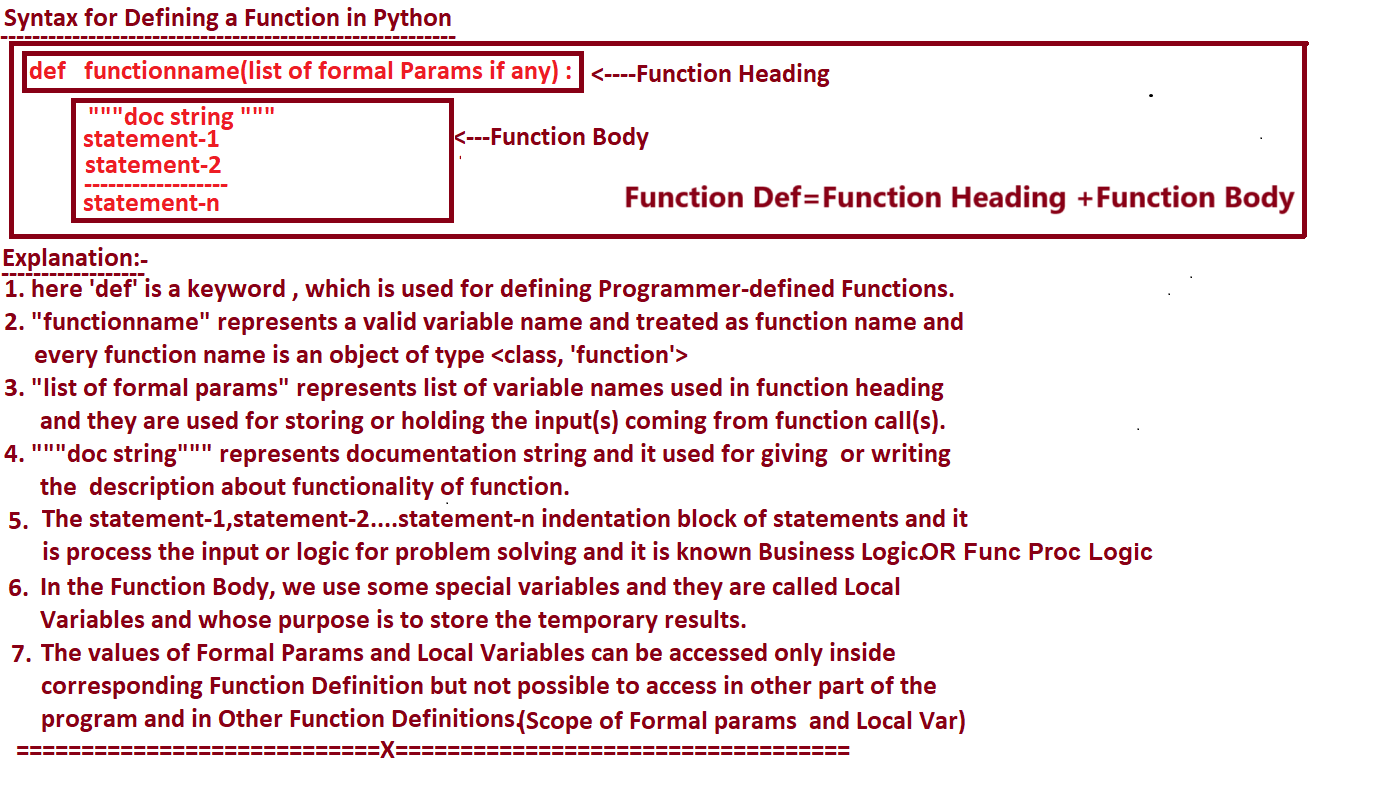 Syntax for Defining a Function in Python
---------------------------------------------------------
def functionname(list of formal Params if any) : <----Function Heading
"""doc string """
statement-1 <---Function Body
statement-2
------------------
statement-n
Function Def=Function Heading +Function Body
Explanation:-
------------------
1. here 'def' is a keyword , which is used for defining Programmer-defined Functions.
2. "functionname" represents a valid variable name and treated as function name and
every function name is an object of type <class, 'function'>
3. "list of formal params" represents list of variable names used in function heading
and they are used for storing or holding the input(s) coming from function call(s).
4. """doc string""" represents documentation string and it used for giving or writing
the description about functionality of function.
5. The statement-1,statement-2....statement-n indentation block of statements and it
is process the input or logic for problem solving and it is known Business Logic.OR Func Proc Logic
6. In the Function Body, we use some special variables and they are called Local
Variables and whose purpose is to store the temporary results.
7. The values of Formal Params and Local Variables can be accessed only inside
corresponding Function Definition but not possible to access in other part of the
program and in Other Function Definitions.(Scope of Formal params and Local Var)
============================X===================================